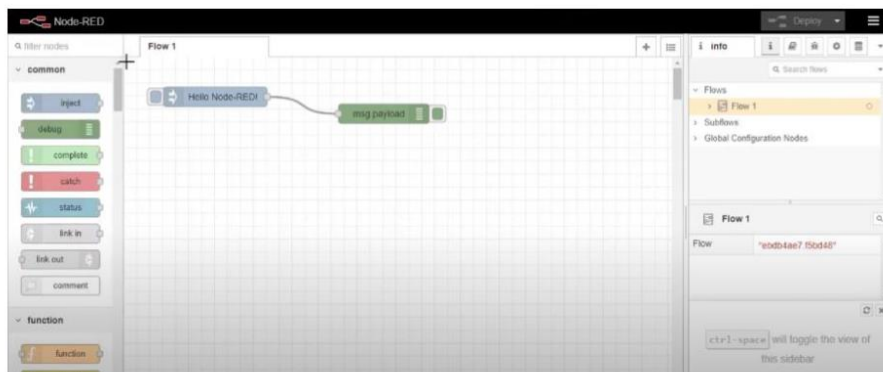 Node-RED
Deploy
filter nodes
Flow 1
info
common
Search flows
Flows
inject
Hello Node-RED!
Flow 1
debug
msg.payload
Subflows
complete
Global Configuration Nodes
catch
status
link in
Flow 1
link out
Flow
comment
function
ctrl-space will toggle the view of
this sidebar
function